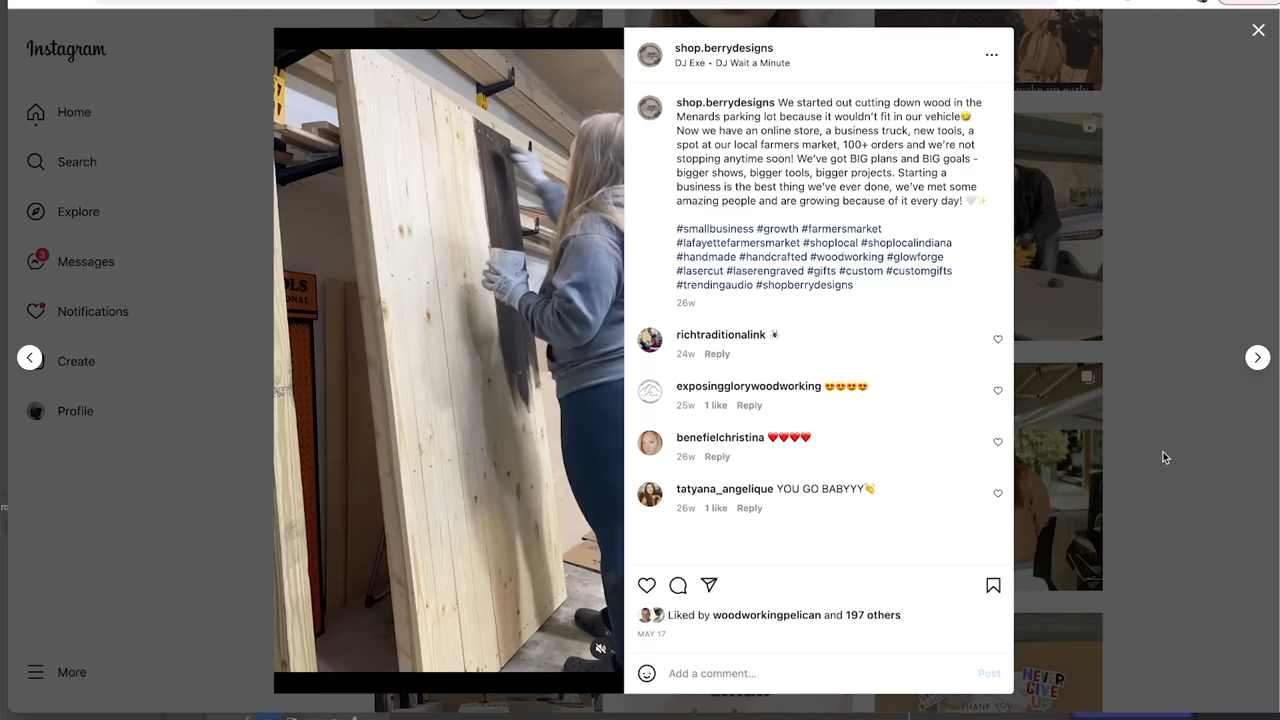 Instagram
Home
Search
Explore
3
Messages
Notifications
Create
Profile
More
shop.berrydesigns
DJ Exe • DJ Wait a Minute
shop.berrydesigns We started out cutting down wood in the
Menards parking lot because it wouldn't fit in our vehicle🤪
Now we have an online store, a business truck, new tools, a
spot at our local farmers market, 100+ orders and we're not
stopping anytime soon! We've got BIG plans and BIG goals -
bigger shows, bigger tools, bigger projects. Starting a
business is the best thing we've ever done, we've met some
amazing people and are growing because of it every day! 🤍✨
#smallbusiness #growth #farmersmarket
#lafayettefarmersmarket #shoplocal #shoplocalindiana
#handmade #handcrafted #woodworking #glowforge
#lasercut #laserengraved #gifts #custom #customgifts
#trendingaudio #shopberrydesigns
26w
richtraditionalink 🕷
24w Reply
exposingglorywoodworking 😍😍😍😍
25w 1 like Reply
benefielchristina ❤️❤️❤️❤️
26w Reply
tatyana_angelique YOU GO BABYYY👏
26w 1 like Reply
Liked by woodworkingpelican and 197 others
MAY 17
Add a comment...
Post
wake up early
NEVER
GIVE
UP
THANK YOU